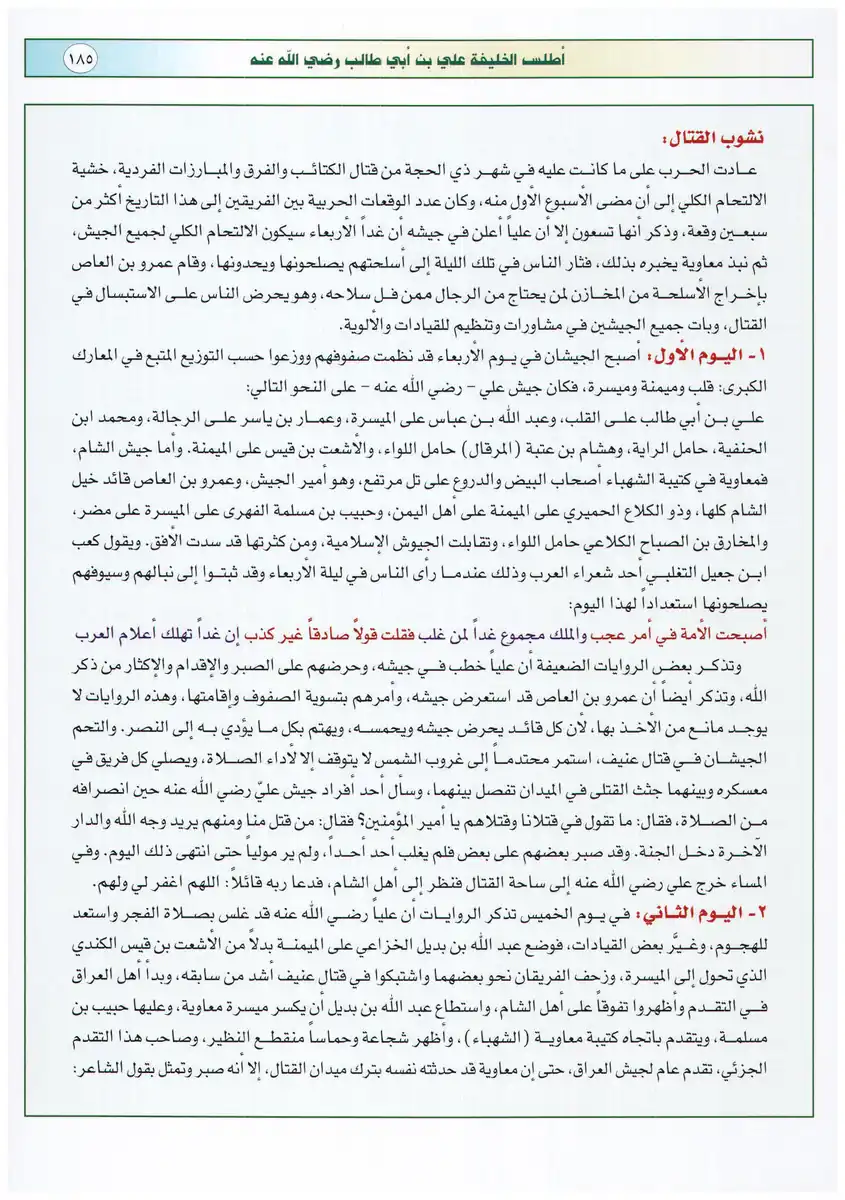 أطلس الخليفة علي بن أبي طالب رضي الله عنه
١٨٥
نشوب القتال:
عـادت الحـرب على ما كانـت عليه فـي شهـر ذي الحجة من قتال الكتائـب والفرق والمبـارزات الفردية، خشية
الالتحام الكلي إلى أن مضى الأسبوع الأول منه، وكان عدد الوقعات الحربية بين الفريقين إلى هذا التاريخ أكثر من
سبعـين وقعة، وذكر أنها تسعون إلا أن علياً أعلن في جيشه أن غداً الأربعاء سيكون الالتحام الكلي لجميع الجيش،
ثم نبذ معاوية يخبره بذلك، فثار الناس في تلك الليلة إلى أسلحتهم يصلحونها ويحدونها، وقام عمرو بن العاص
بإخـراج الأسلحـة من المخـازن لمن يحتاج من الرجال ممن فـل سلاحه، وهو يحرض الناس علـى الاستبسال في
القتال، وبات جميع الجيشين في مشاورات وتنظيم للقيادات والألوية.
١- اليـوم الأول: أصبح الجيشان في يـوم الأربعاء قد نظمت صفوفهم ووزعوا حسب التوزيع المتبع في المعارك
الكبرى: قلب وميمنة وميسرة، فكان جيش علي – رضي الله عنه – على النحو التالي:
علـي بـن أبي طالب علـى القلب، وعبد الله بـن عباس على الميسرة، وعمـار بن ياسر علـى الرجالة، ومحمد ابن
الحنفية، حامل الراية، وهشام بن عتبة (المرقال) حامل اللواء، والأشعت بن قيس على الميمنة. وأما جيش الشام،
فمعاوية في كتيبة الشهباء أصحاب البيض والدروع على تل مرتفع، وهو أمير الجيش، وعمرو بن العاص قائد خيل
الشام كلها، وذو الكلاع الحميري على الميمنة على أهل اليمن، وحبيب بن مسلمة الفهرى على الميسرة على مضر،
والمخارق بن الصباح الكلاعي حامل اللواء، وتقابلت الجيوش الإسلامية، ومن كثرتها قد سدت الأفق. ويقول كعب
ابـن جعيل التغلبـي أحد شعراء العرب وذلك عندمـا رأى الناس في ليلة الأربعاء وقد ثبتـوا إلى نبالهم وسيوفهم
يصلحونها استعداداً لهذا اليوم:
أصبحت الأمة في أمر عجب والملك مجموع غداً لمن غلب فقلت قولاً صادقاً غير كذب إن غداً تهلك أعلام العرب
وتذكـر بعض الروايات الضعيفة أن عليـاً خطب فـي جيشه، وحرضهم على الصبر والإقدام والإكثار من ذكر
الله، وتذكر أيضـاً أن عمرو بن العاص قد استعرض جيشه، وأمرهم بتسوية الصفوف وإقامتها، وهذه الروايات لا
يوجـد مانـع من الأخـذ بها، لأن كل قائـد يحرض جيشه ويحمسـه، ويهتم بكل مـا يؤدي بـه إلى النصر. والتحم
الجيشـان في قتال عنيف، استمر محتدمـاً إلى غروب الشمس لا يتوقف إلا لأداء الصـلاة، ويصلي كل فريق في
معسكره وبينهما جثث القتلى في الميدان تفصل بينهما، وسأل أحد أفراد جيش عليّ رضي الله عنه حين انصرافه
مـن الصـلاة، فقال: ما تقول في قتلانا وقتلاهم يا أمير المؤمنين؟ فقال: من قتل منا ومنهم يريد وجه الله والدار
الآخـرة دخـل الجنة. وقد صبر بعضهم على بعض فلم يغلب أحد أحـداً، ولم ير مولياً حتى انتهى ذلك اليوم. وفي
المساء خرج علي رضي الله عنه إلى ساحة القتال فنظر إلى أهل الشام، فدعا ربه قائلاً: اللهم اغفر لي ولهم.
٢- اليـوم الثـاني: في يـوم الخميس تذكر الروايـات أن عليـاً رضـي الله عنه قد غلس بصـلاة الفجر واستعد
للهجـوم، وغيـَّر بعض القيادات، فوضع عبد الله بن بديل الخزاعي على الميمنـة بدلاً من الأشعت بن قيس الكندي
الذي تحول إلى الميسرة، وزحف الفريقان نحو بعضهما واشتبكوا في قتال عنيف أشد من سابقه، وبدأ أهل العراق
فـي التقـدم وأظهروا تفوقـاً على أهل الشام، واستطاع عبد الله بن بديل أن يكسر ميسرة معاوية، وعليها حبيب بن
مسلمـة، ويتقدم باتجاه كتيبة معاويـة (الشهباء)، وأظهر شجاعة وحماسـاً منقطـع النظير، وصاحب هذا التقدم
الجزئي، تقدم عام لجيش العراق، حتى إن معاوية قد حدثته نفسه بترك ميدان القتال، إلا أنه صبر وتمثل بقول الشاعر: